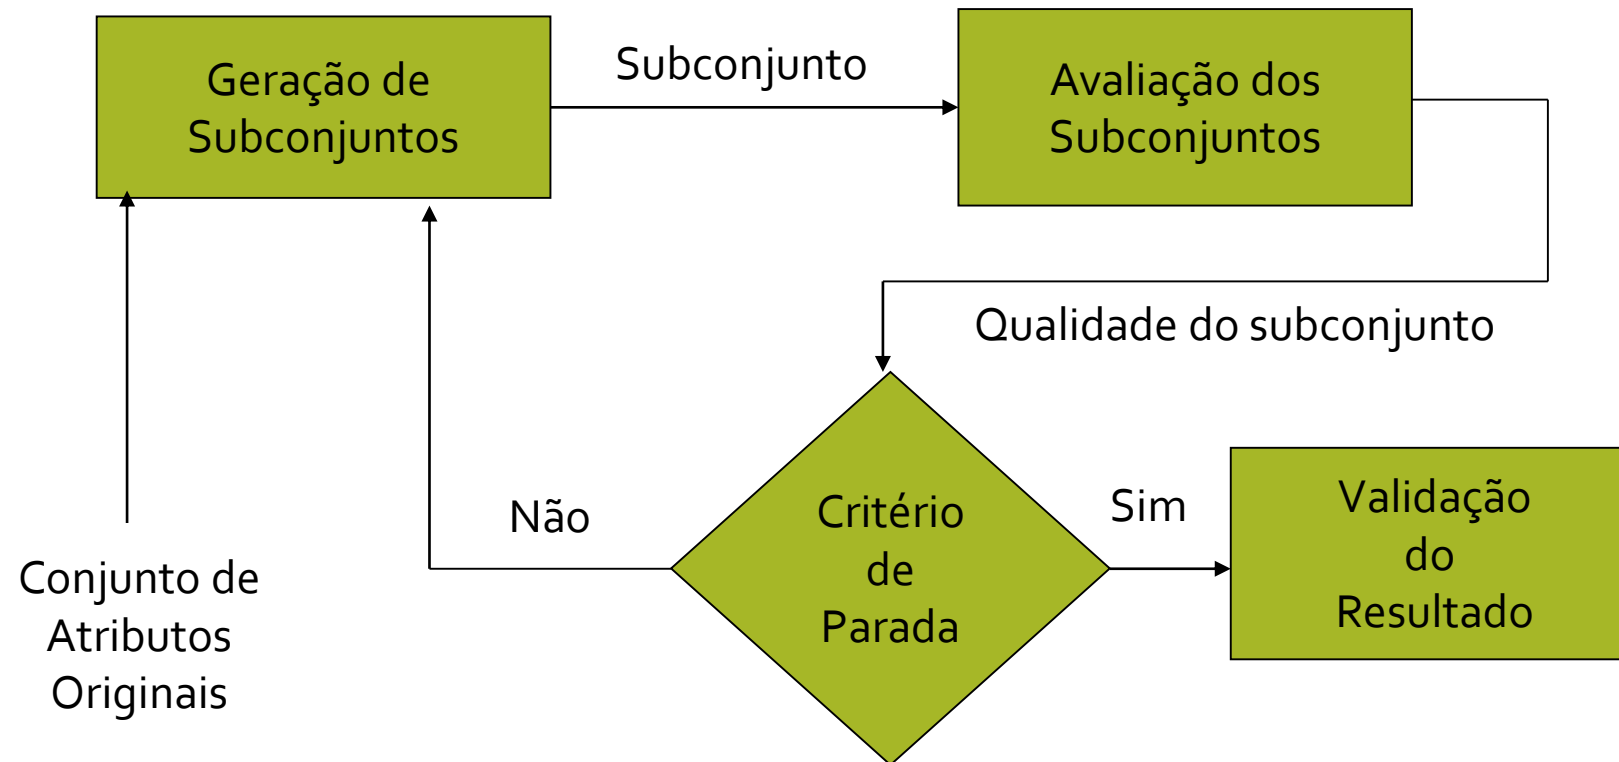 Geração de
Subconjuntos
Subconjunto
Avaliação dos
Subconjuntos
Qualidade do subconjunto
Critério
de
Parada
Não
Sim
Validação
do
Resultado
Conjunto de
Atributos
Originais